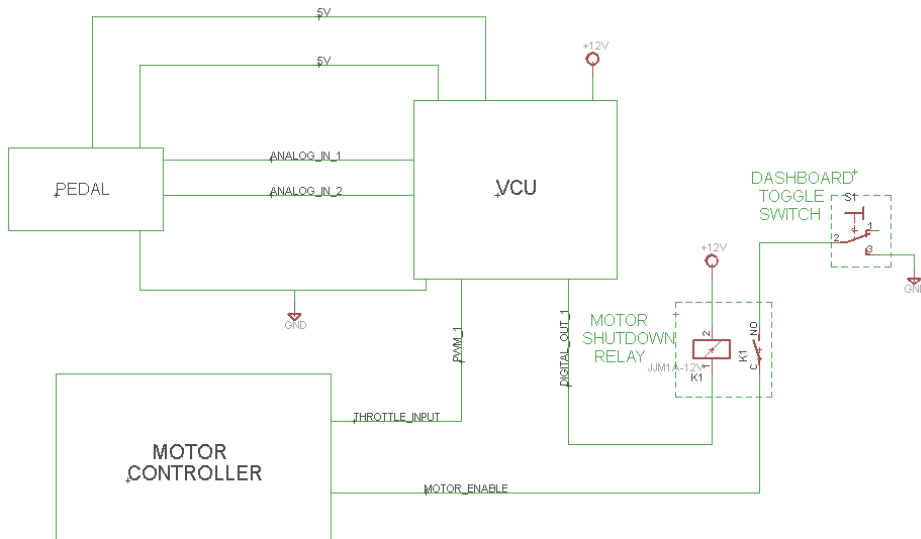 5V
+12V
5V
ANALOG_IN_1
PEDAL
VCU
ANALOG_IN_2
DASHBOARD
TOGGLE
SWITCH
S1
1
2
3
+12V
GND
GND
MOTOR
SHUTDOWN
RELAY
2
1
JJM1A-12V
K1
N.O
K1
C
PWM_1
DIGITAL_OUT_1
THROTTLE_INPUT
MOTOR
CONTROLLER
MOTOR_ENABLE